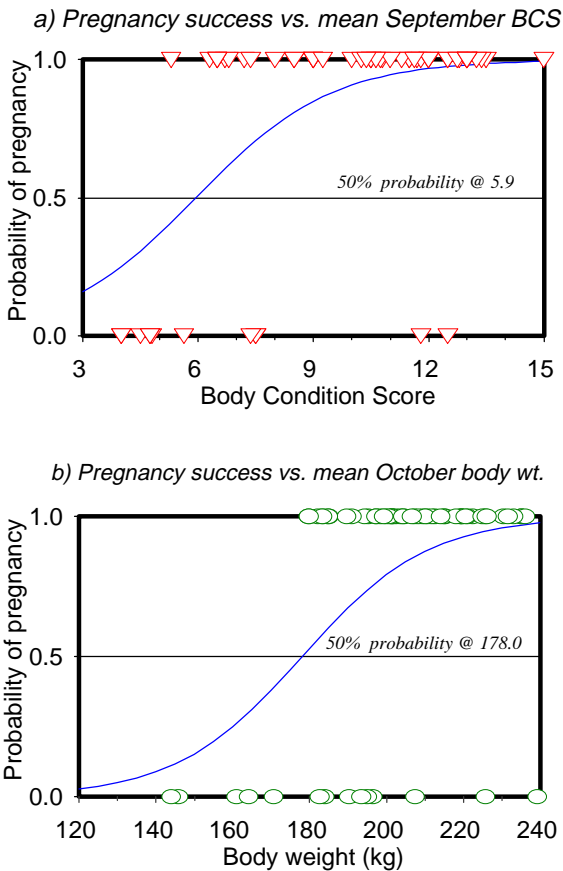 a) Pregnancy success vs. mean September BCS
Probability of pregnancy
1.0
0.5
0.0
50% probability @ 5.9
3 6 9 12 15
Body Condition Score
b) Pregnancy success vs. mean October body wt.
Probability of pregnancy
1.0
0.5
0.0
50% probability @ 178.0
120 140 160 180 200 220 240
Body weight (kg)